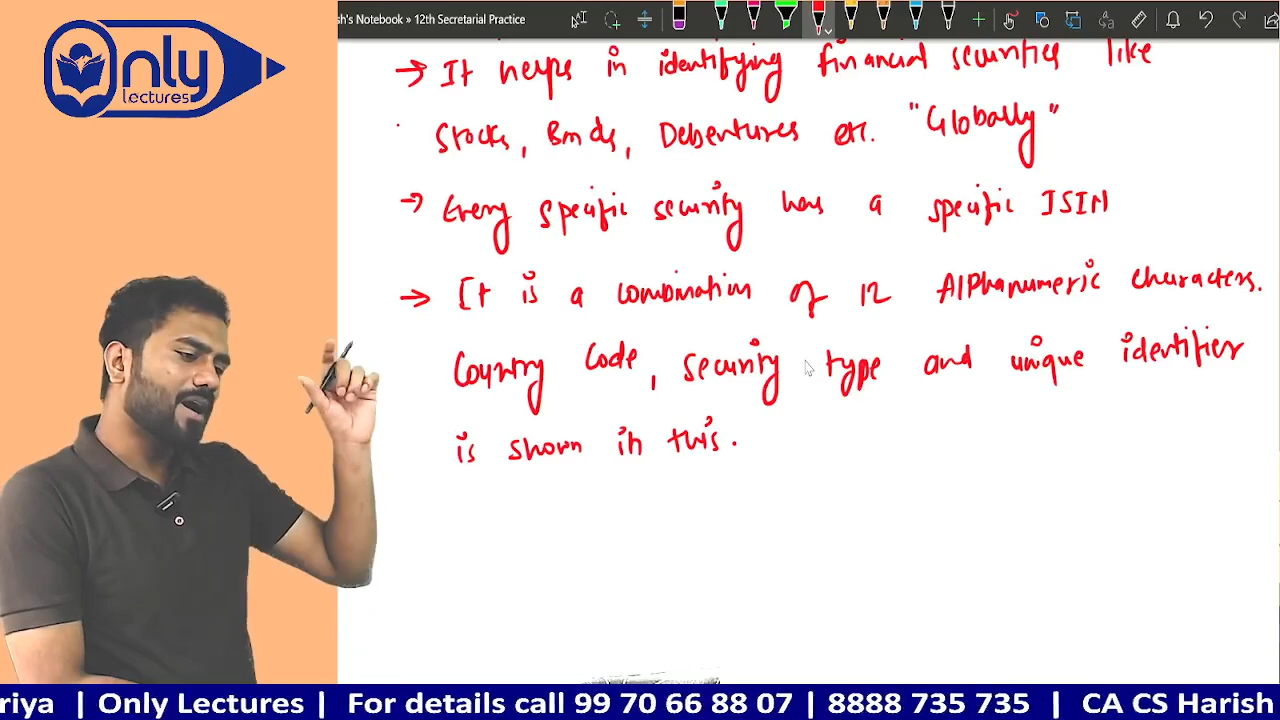 Only
Lectures
sh's Notebook » 12th Secretarial Practice
→ It helps in identifying financial securities like
Stocks, Bonds, Debentures etc. "Globally"
→ Every specific security has a specific ISIN
→ It is a combination of 12 Alphanumeric characters.
Country Code, security type and unique identifier
is shown in this.
riya | Only Lectures | For details call 99 70 66 88 07 | 8888 735 735 | CA CS Harish